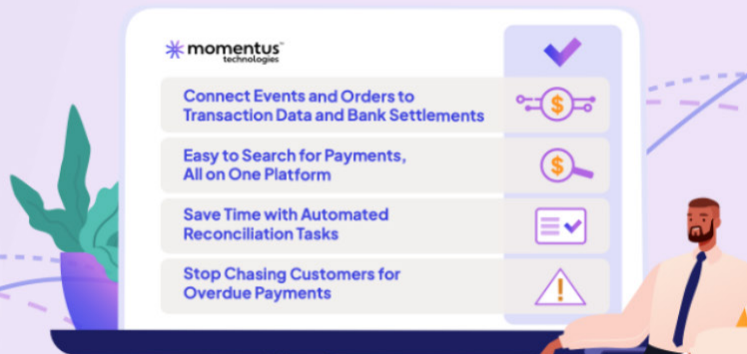 momentus™
technologies
Connect Events and Orders to
Transaction Data and Bank Settlements
$
Easy to Search for Payments,
All on One Platform
$
Save Time with Automated
Reconciliation Tasks
Stop Chasing Customers for
Overdue Payments
!